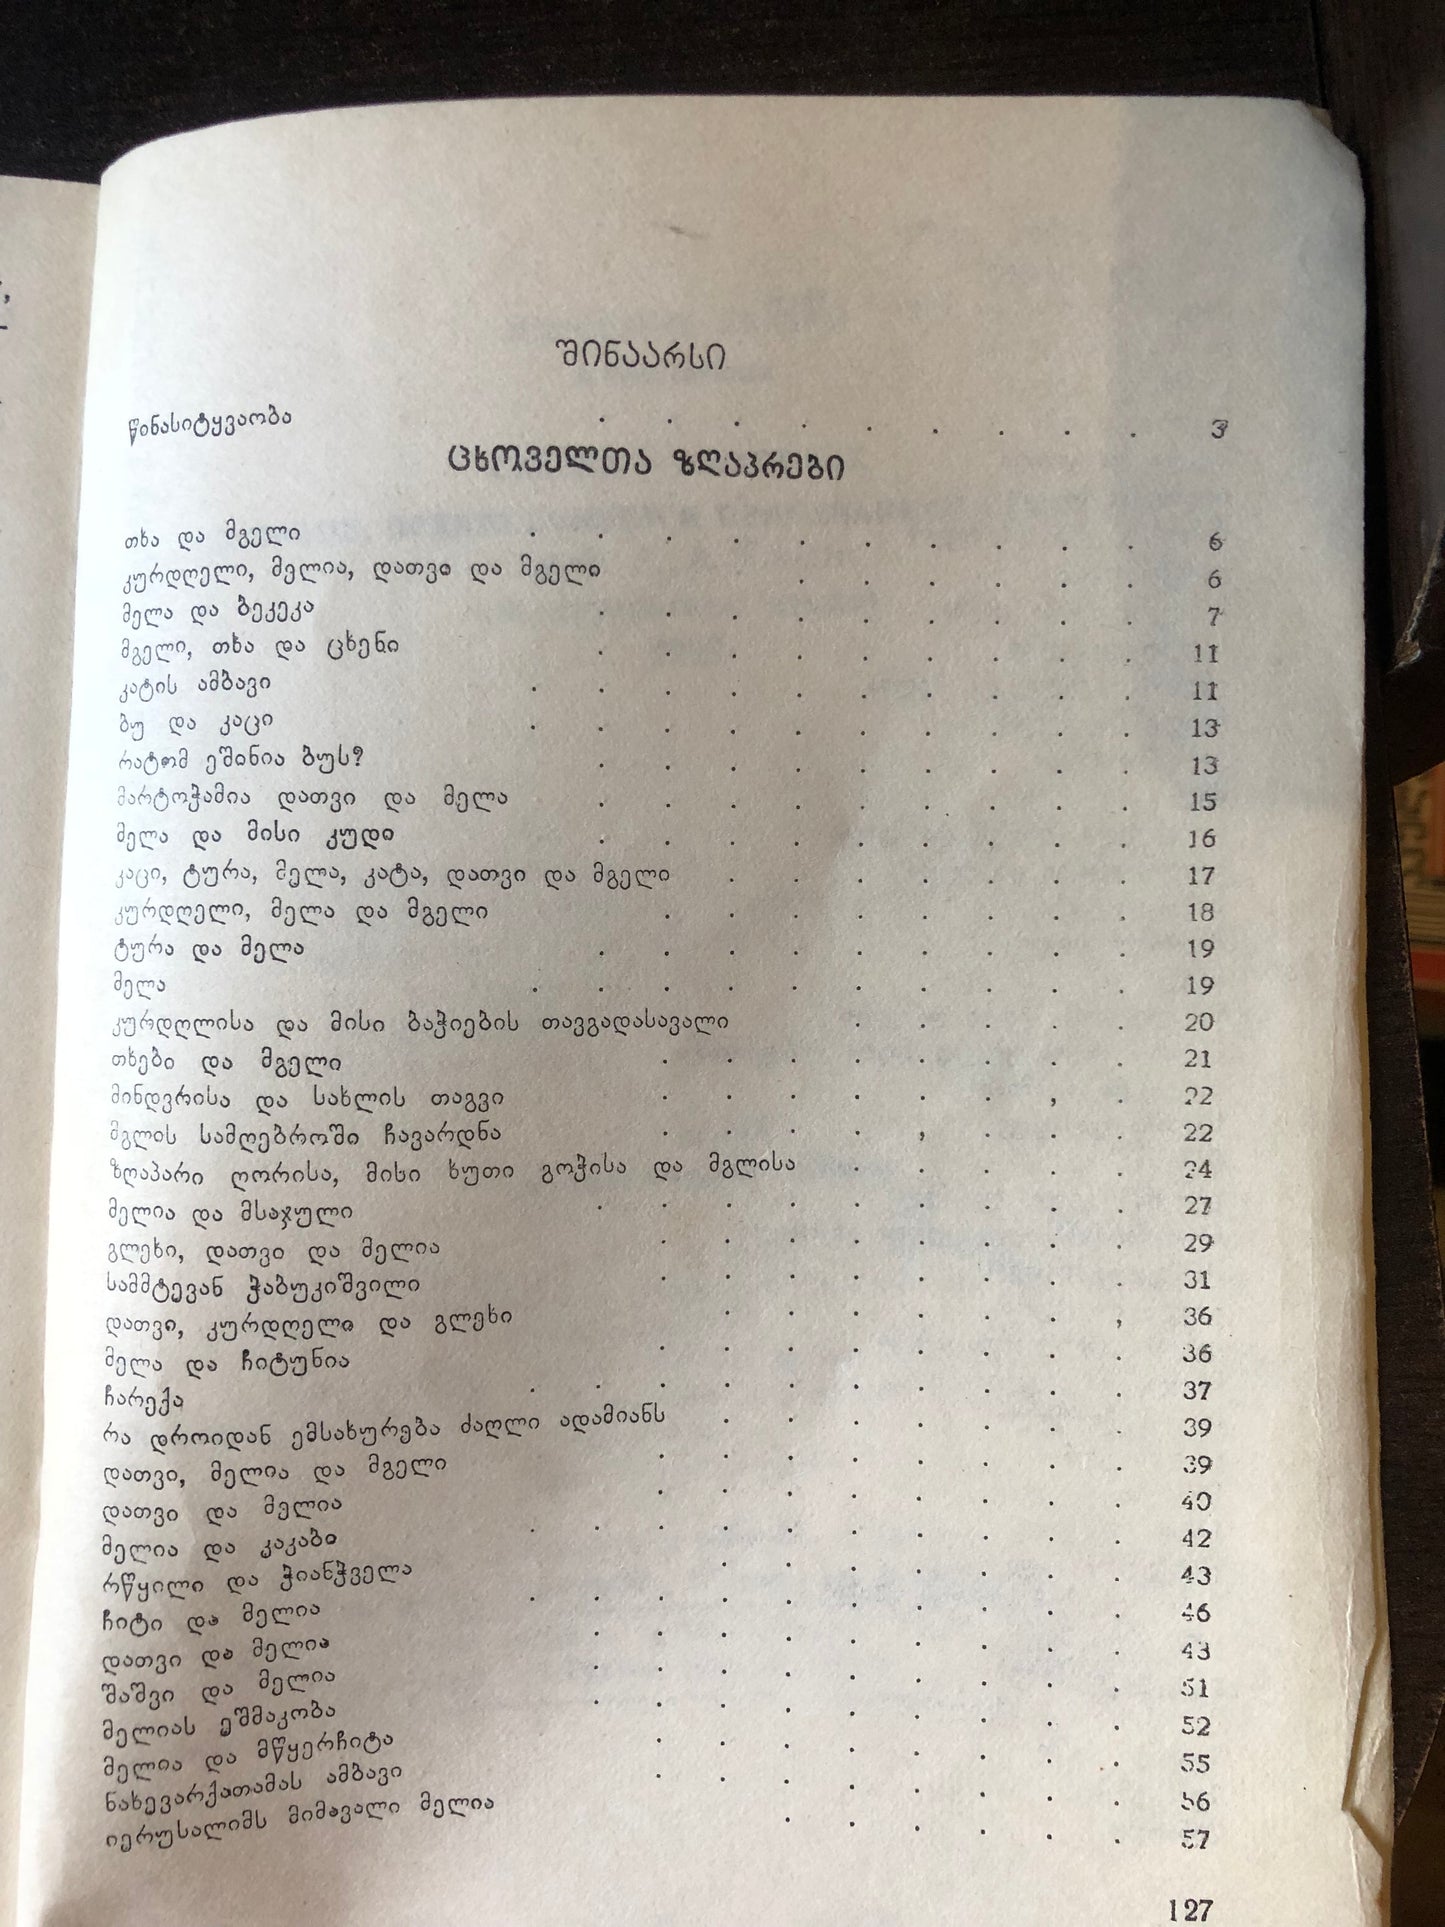 შინაარსი
წინასიტყვაობა . . . . . . . . . 3
ცხოველთა ზღაპრები
თხა და მგელი . . . . . . . . . . 6
კურდღელი, მელია, დათვი და მგელი . . . . . . 6
მელა და ბეკეკა . . . . . . . . . 7
მგელი, თხა და ცხენი . . . . . . . . . 11
კატის ამბავი . . . . . . . . . . 11
ბუ და კაცი . . . . . . . . . . 13
რატომ ეშინია ბუს? . . . . . . . . . 13
მარტოჭამია დათვი და მელა . . . . . . . . . 15
მელა და მისი კუდი . . . . . . . . . 16
კაცი, ტურა, მელა, კატა, დათვი და მგელი . . . . . . . 17
კურდღელი, მელა და მგელი . . . . . . . . 18
ტურა და მელა . . . . . . . . . 19
მელა . . . . . . . . . . 19
კურდღლისა და მისი ბაჭიების თავგადასავალი . . . . . 20
თხები და მგელი . . . . . . . . 21
მინდვრისა და სახლის თაგვი . . . . . . , . 22
მგლის სამღებროში ჩავარდნა . . . . , . . . 22
ზღაპარი ღორისა, მისი ხუთი გოჭისა და მგლისა . . . . . 24
მელია და მსაჯული . . . . . . . . . 27
გლეხი, დათვი და მელია . . . . . . . . 29
სამმტევან ჭაბუკიშვილი . . . . . . . . 31
დათვი, კურდღელი და გლეხი . . . . . . , 36
მელა და ჩიტუნია . . . . . . . . 36
ჩარექა . . . . . . . . . . 37
რა დროიდან ემსახურება ძაღლი ადამიანს . . . . . . . 39
დათვი, მელია და მგელი . . . . . . . . 39
დათვი და მელია . . . . . . . . 40
მელია და კაკაბი . . . . . . . . . . 42
რწყილი და ჭიანჭველა . . . . . . . 43
ჩიტი და მელია . . . . . . . . . . 46
დათვი და მელია . . . . . . . . . 43
შაშვი და მელია . . . . . . . . . 51
მელიას ეშმაკობა . . . . . . . . . 52
მელია და მწყერჩიტა . . . . . . . . 55
ნახევარქათამას ამბავი . . . . . . . . 56
იერუსალიმს მიმავალი მელია . . . . . . 57
127